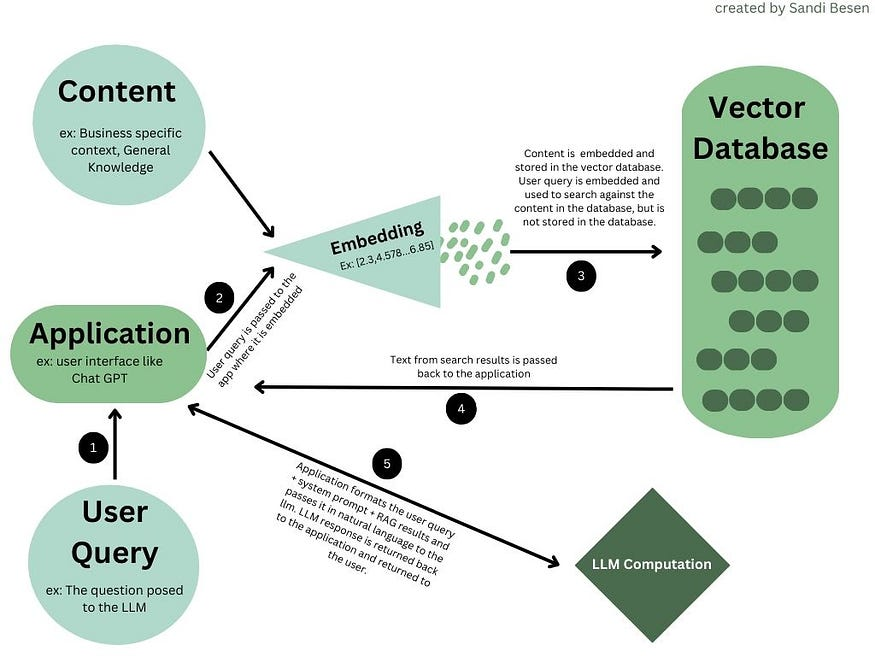 created by Sandi Besen
Content
ex: Business specific
context, General
Knowledge
Vector
Database
Content is embedded and
stored in the vector database.
User query is embedded and
used to search against the
content in the database, but is
not stored in the database.
Embedding
Ex: [2.3,4.578...6.85]
3
2
User query is passed to the
app where it is embedded
Application
ex: user interface like
Chat GPT
Text from search results is passed
back to the application
4
1
5
Application formats the user query
+ system prompt + RAG results and
passes it in natural language to the
llm. LLM response is returned back
to the application and returned to
the user.
User
Query
ex: The question posed
to the LLM
LLM Computation